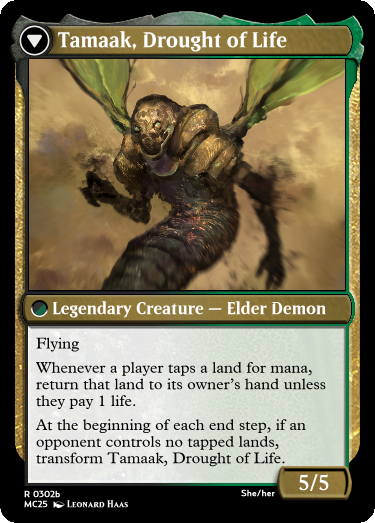 Tamaak, Drought of Life
Legendary Creature — Elder Demon
Flying
Whenever a player taps a land for mana,
return that land to its owner's hand unless
they pay 1 life.
At the beginning of each end step, if an
opponent controls no tapped lands,
transform Tamaak, Drought of Life.
5/5
R 0302b
She/her
MC25 Leonard Haas